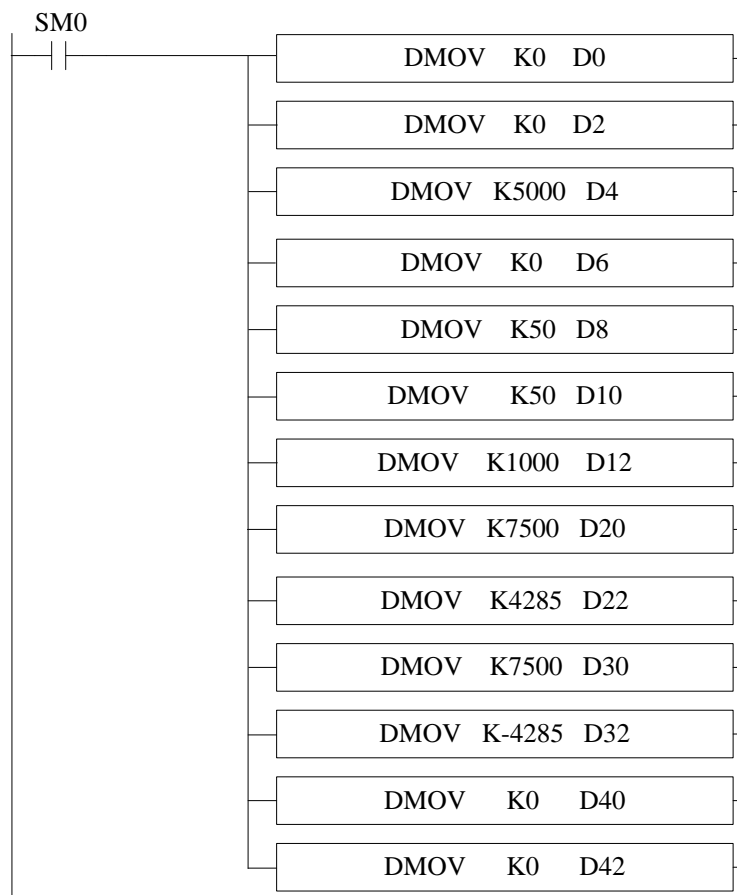 SM0
DMOV K0 D0
DMOV K0 D2
DMOV K5000 D4
DMOV K0 D6
DMOV K50 D8
DMOV K50 D10
DMOV K1000 D12
DMOV K7500 D20
DMOV K4285 D22
DMOV K7500 D30
DMOV K-4285 D32
DMOV K0 D40
DMOV K0 D42